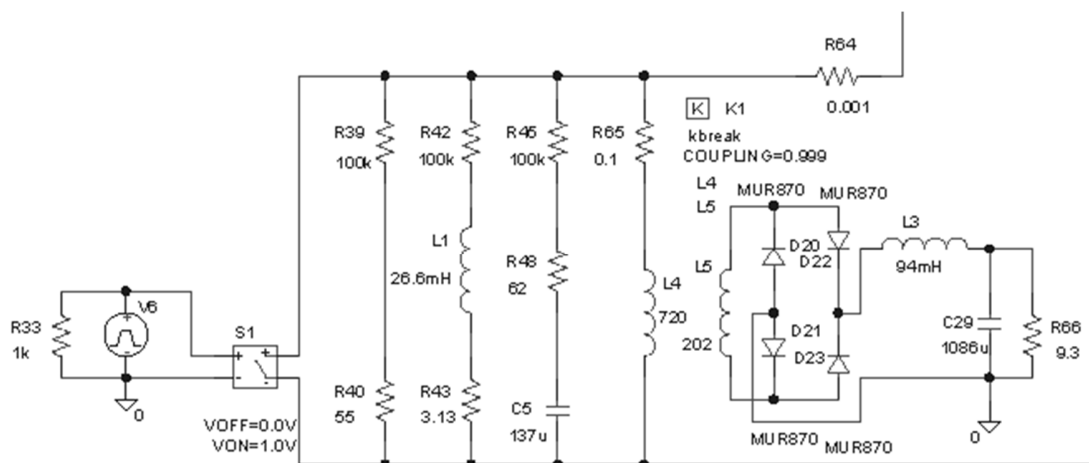 R64
0.001
K K1
kbreak
COUPLING=0.999
R39
100k
R42
100k
R45
100k
R65
0.1
L4
L5
MUR870
MUR870
L3
94mH
D20
D22
L1
26.6mH
R48
62
L4
720
L5
202
D21
D23
C29
1086u
R66
9.3
R33
1k
V6
S1
0
VOFF=0.0V
VON=1.0V
R40
55
R43
3.13
C5
137u
MUR870
MUR870
0